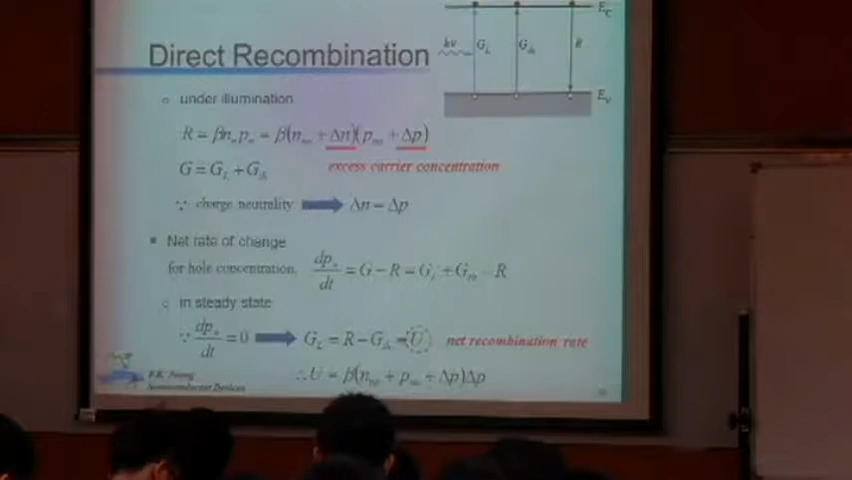 E_C
Direct Recombination
hν G_L G_th R
under illumination
E_V
R = βn_n p_n = β(n_no + Δn)(p_no + Δp)
G = G_L + G_th
excess carrier concentration
∵ charge neutrality Δn = Δp
Net rate of change
for hole concentration, dp_n/dt = G − R = G_L + G_th − R
in steady state
∵ dp_n/dt = 0 G_L = R − G_th = U net recombination rate
∴ U = β(n_no + p_no + Δp)Δp
Semiconductor Devices